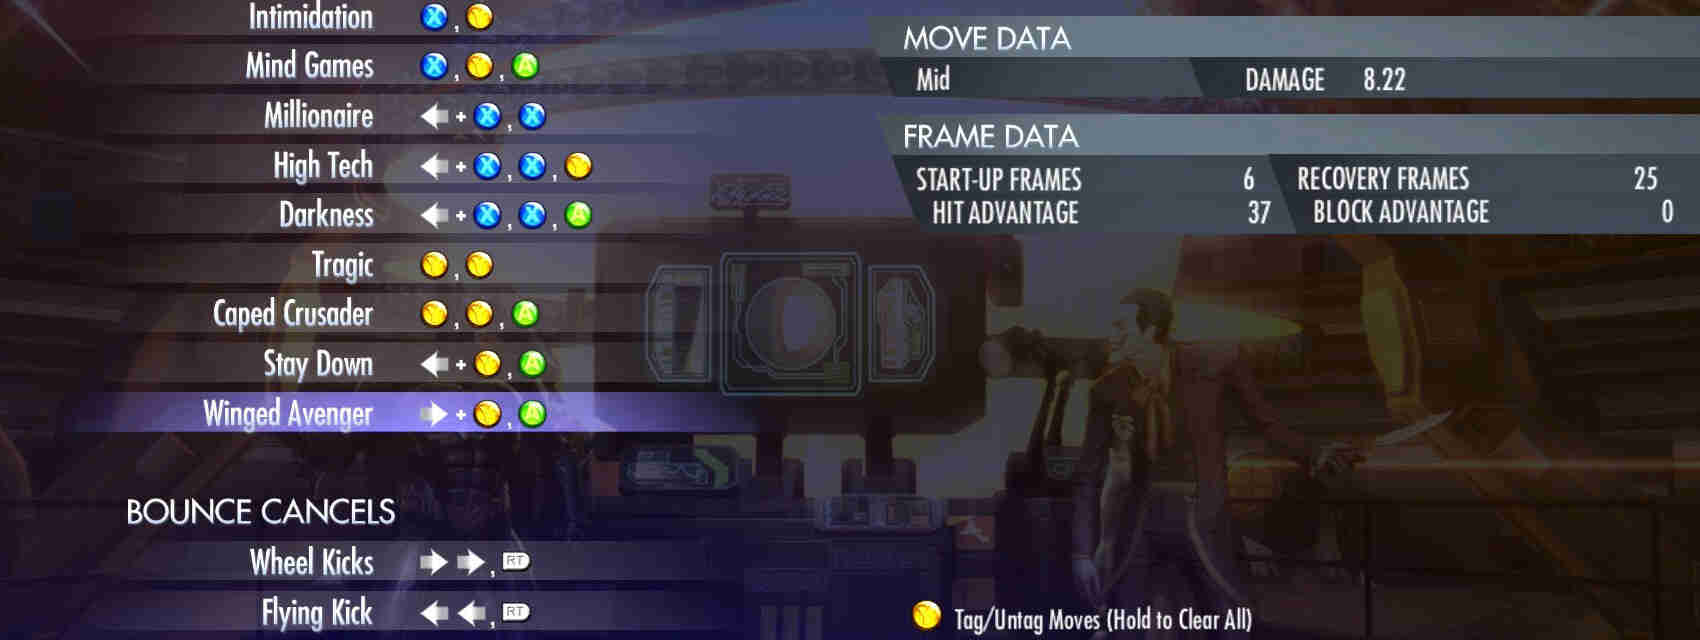 Intimidation X , Y
Mind Games X , Y , A
Millionaire + X , X
High Tech + X , X , Y
Darkness + X , X , A
Tragic Y , Y
Caped Crusader Y , Y , A
Stay Down + Y , A
Winged Avenger + Y , A
BOUNCE CANCELS
Wheel Kicks , RT
Flying Kick , RT
MOVE DATA
Mid DAMAGE 8.22
FRAME DATA
START-UP FRAMES 6 RECOVERY FRAMES 25
HIT ADVANTAGE 37 BLOCK ADVANTAGE 0
Y Tag/Untag Moves (Hold to Clear All)